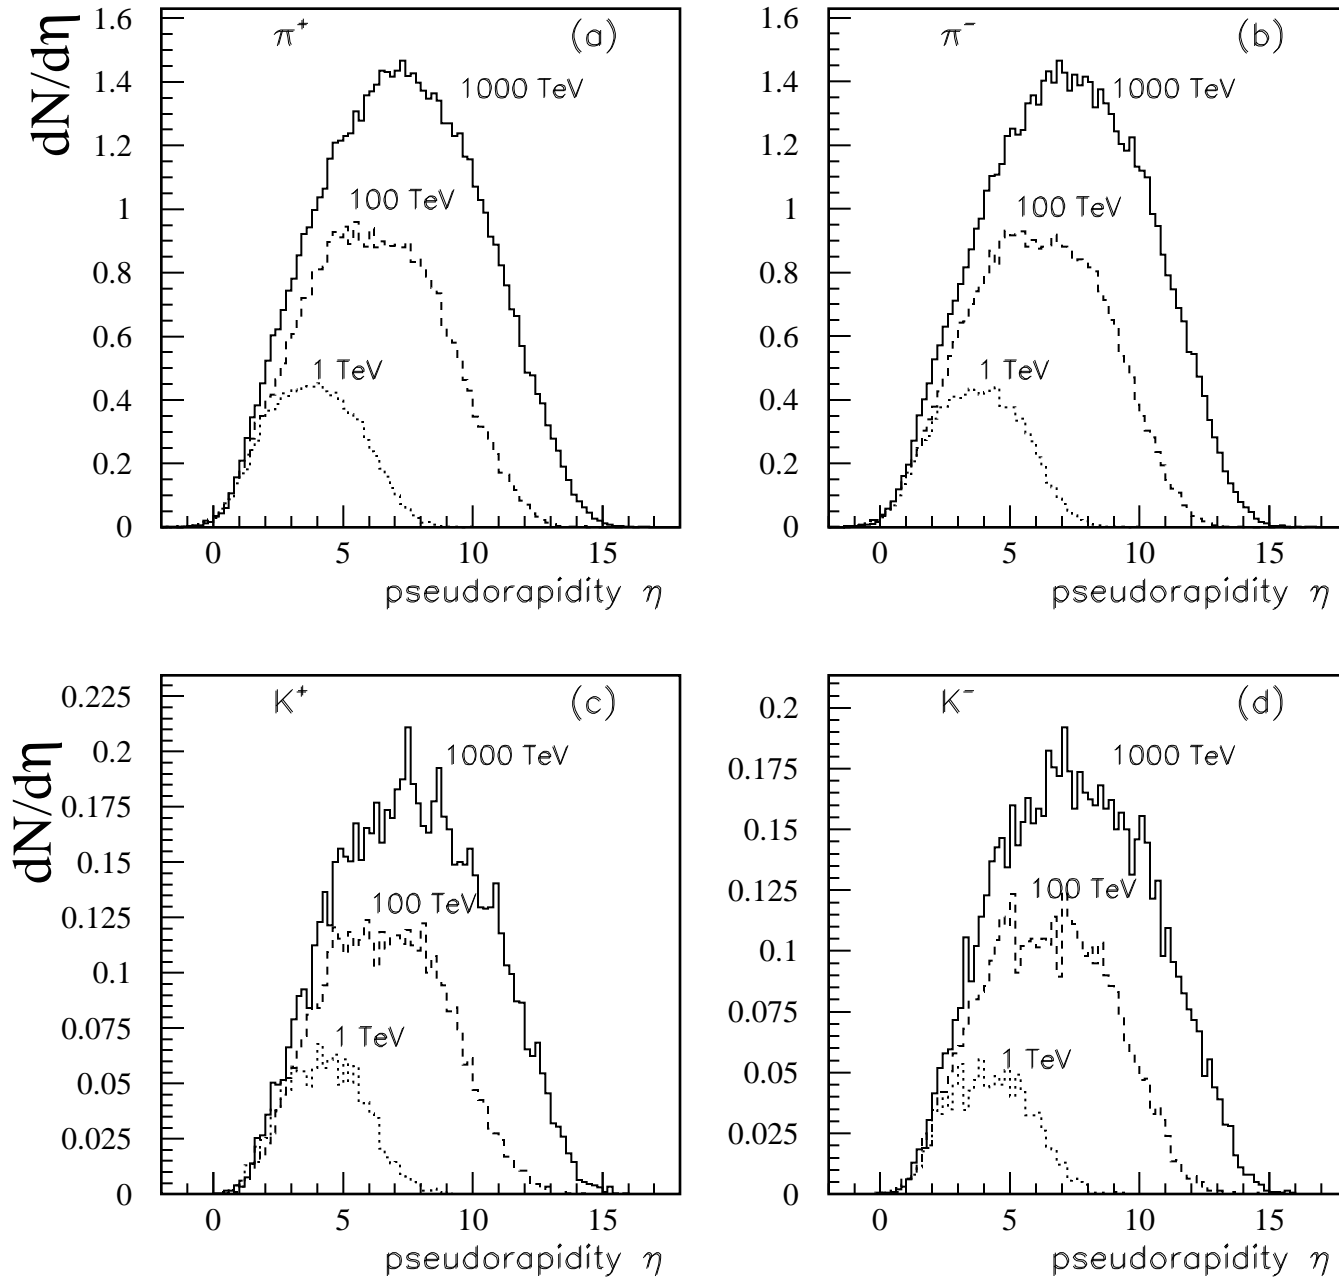 dN/dη
π⁺ (a)
1000 TeV
100 TeV
1 TeV
1.6
1.4
1.2
1
0.8
0.6
0.4
0.2
0
0 5 10 15
pseudorapidity η
π⁻ (b)
1000 TeV
100 TeV
1 TeV
1.6
1.4
1.2
1
0.8
0.6
0.4
0.2
0
0 5 10 15
pseudorapidity η
dN/dη
K⁺ (c)
1000 TeV
100 TeV
1 TeV
0.225
0.2
0.175
0.15
0.125
0.1
0.075
0.05
0.025
0
0 5 10 15
pseudorapidity η
K⁻ (d)
1000 TeV
100 TeV
1 TeV
0.2
0.175
0.15
0.125
0.1
0.075
0.05
0.025
0
0 5 10 15
pseudorapidity η